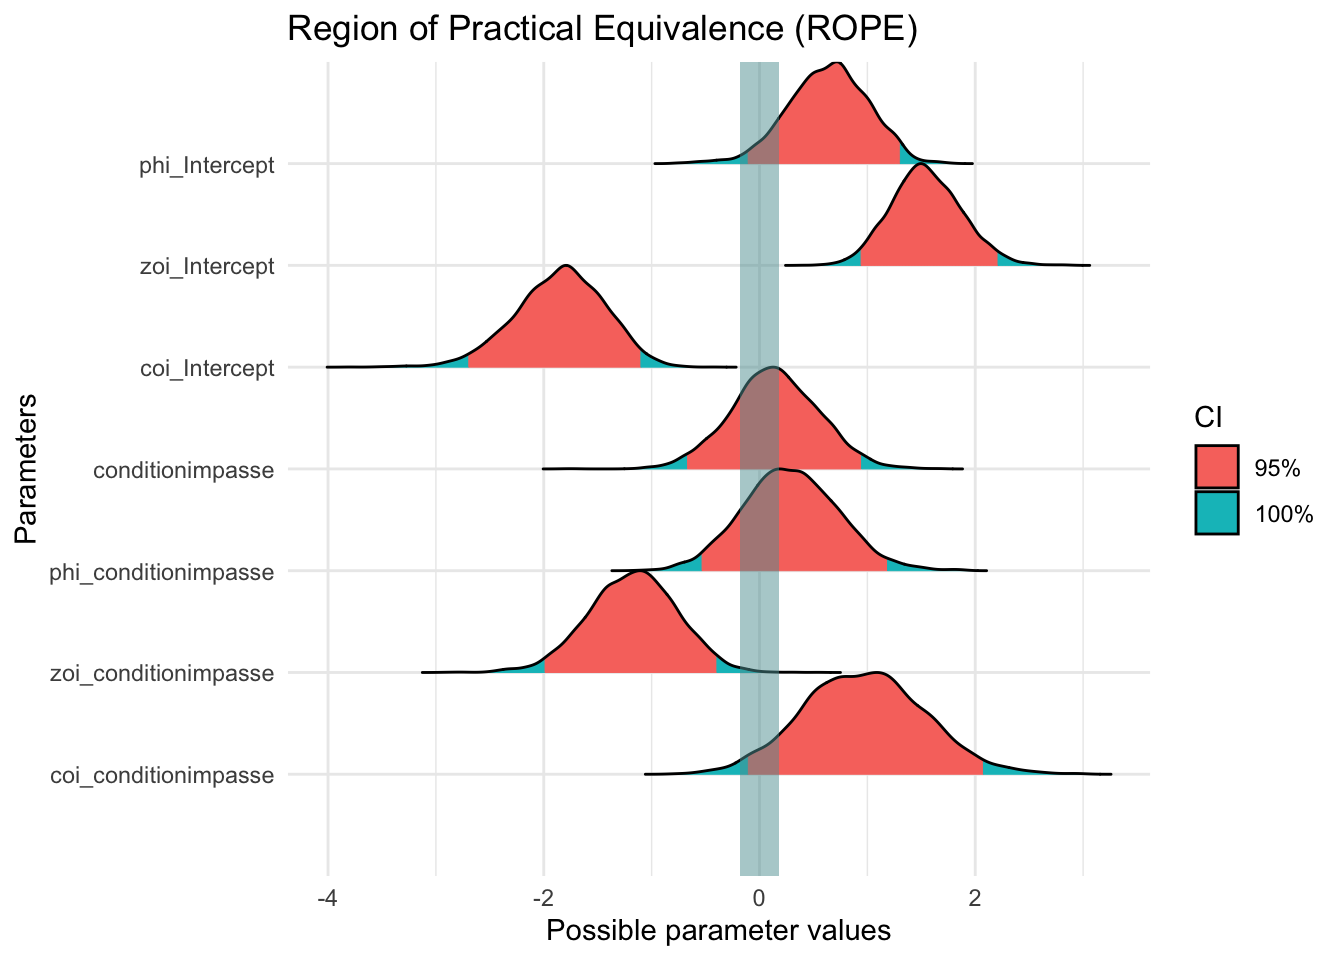 Region of Practical Equivalence (ROPE)
phi_Intercept
zoi_Intercept
coi_Intercept
conditionimpasse
phi_conditionimpasse
zoi_conditionimpasse
coi_conditionimpasse
Parameters
-4 -2 0 2
Possible parameter values
CI
95%
100%